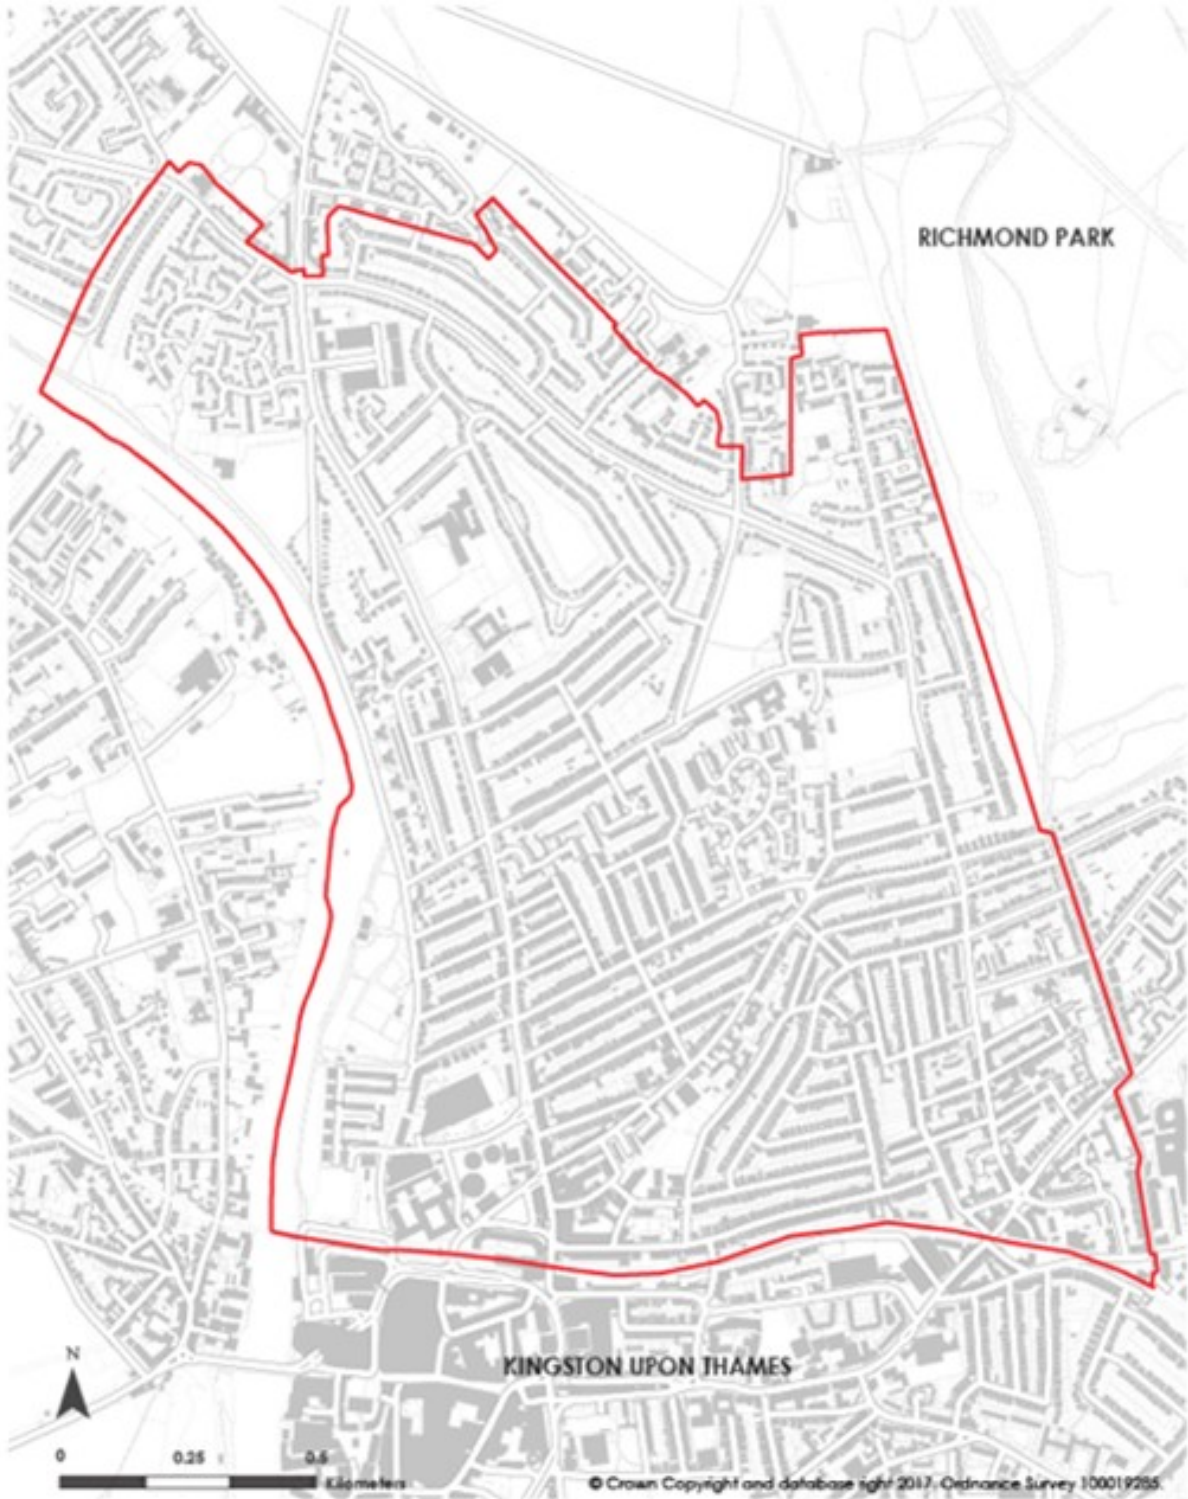 RICHMOND PARK
KINGSTON UPON THAMES
N
0 0.25 0.5
Kilometers
© Crown Copyright and database right 2017. Ordnance Survey 100019285.